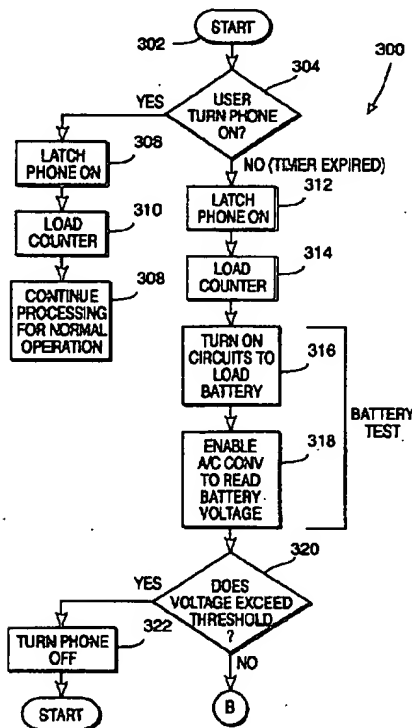 START
302
304
300
USER
TURN PHONE
ON?
YES
NO (TIMER EXPIRED)
LATCH
PHONE ON
308
LATCH
PHONE ON
312
LOAD
COUNTER
310
LOAD
COUNTER
314
CONTINUE
PROCESSING
FOR NORMAL
OPERATION
308
TURN ON
CIRCUITS TO
LOAD
BATTERY
316
BATTERY
TEST
ENABLE
A/C CONV
TO READ
BATTERY
VOLTAGE
318
320
DOES
VOLTAGE EXCEED
THRESHOLD
?
YES
NO
TURN PHONE
OFF
322
START
B